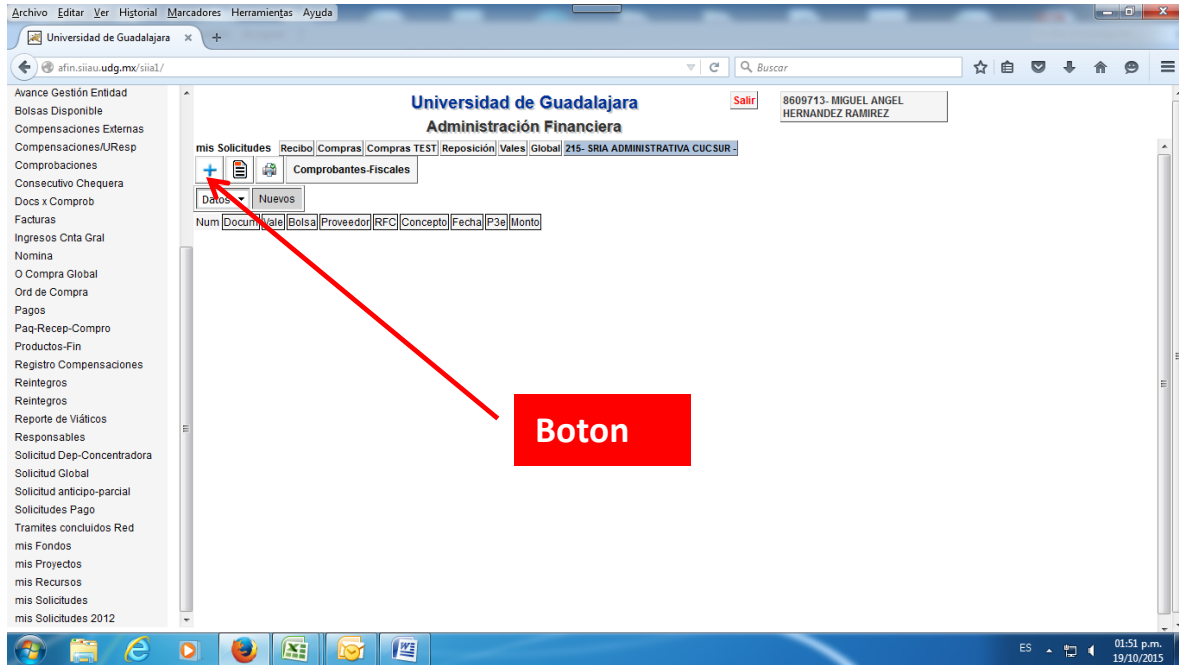 Archivo Editar Ver Historial Marcadores Herramientas Ayuda
Universidad de Guadalajara × +
afin.siiau.udg.mx/siia1/
Buscar
Universidad de Guadalajara
Administración Financiera
Salir
8609713- MIGUEL ANGEL
HERNANDEZ RAMIREZ
mis Solicitudes Recibo Compras Compras TEST Reposición Vales Global 215- SRIA ADMINISTRATIVA CUCSUR -
Comprobantes-Fiscales
Datos Nuevos
Num Docum Vale Bolsa Proveedor RFC Concepto Fecha P3e Monto
Boton
Avance Gestión Entidad
Bolsas Disponible
Compensaciones Externas
Compensaciones/UResp
Comprobaciones
Consecutivo Chequera
Docs x Comprob
Facturas
Ingresos Cnta Gral
Nomina
O Compra Global
Ord de Compra
Pagos
Paq-Recep-Compro
Productos-Fin
Registro Compensaciones
Reintegros
Reintegros
Reporte de Viáticos
Responsables
Solicitud Dep-Concentradora
Solicitud Global
Solicitud anticipo-parcial
Solicitudes Pago
Tramites concluidos Red
mis Fondos
mis Proyectos
mis Recursos
mis Solicitudes
mis Solicitudes 2012
ES
01:51 p.m.
19/10/2015